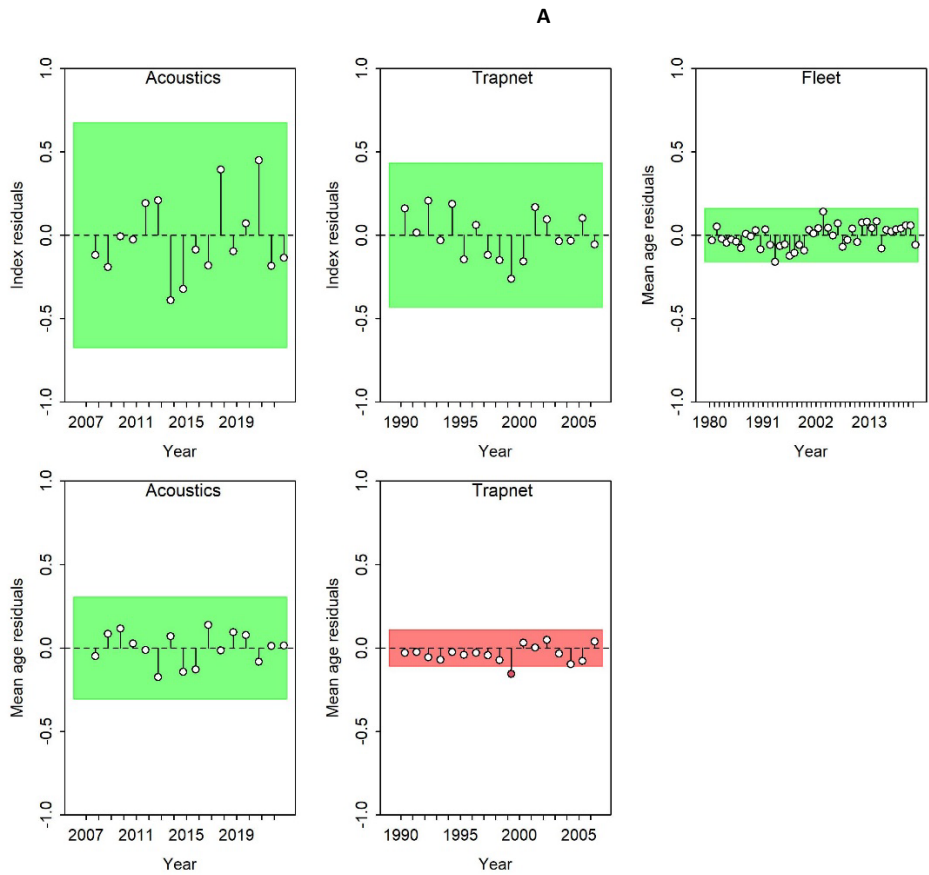 A
Acoustics
Index residuals
1.0
0.5
0.0
-0.5
-1.0
2007 2011 2015 2019
Year
Trapnet
Index residuals
1.0
0.5
0.0
-0.5
-1.0
1990 1995 2000 2005
Year
Fleet
Mean age residuals
1.0
0.5
0.0
-0.5
-1.0
1980 1991 2002 2013
Year
Acoustics
Mean age residuals
1.0
0.5
0.0
-0.5
-1.0
2007 2011 2015 2019
Year
Trapnet
Mean age residuals
1.0
0.5
0.0
-0.5
-1.0
1990 1995 2000 2005
Year